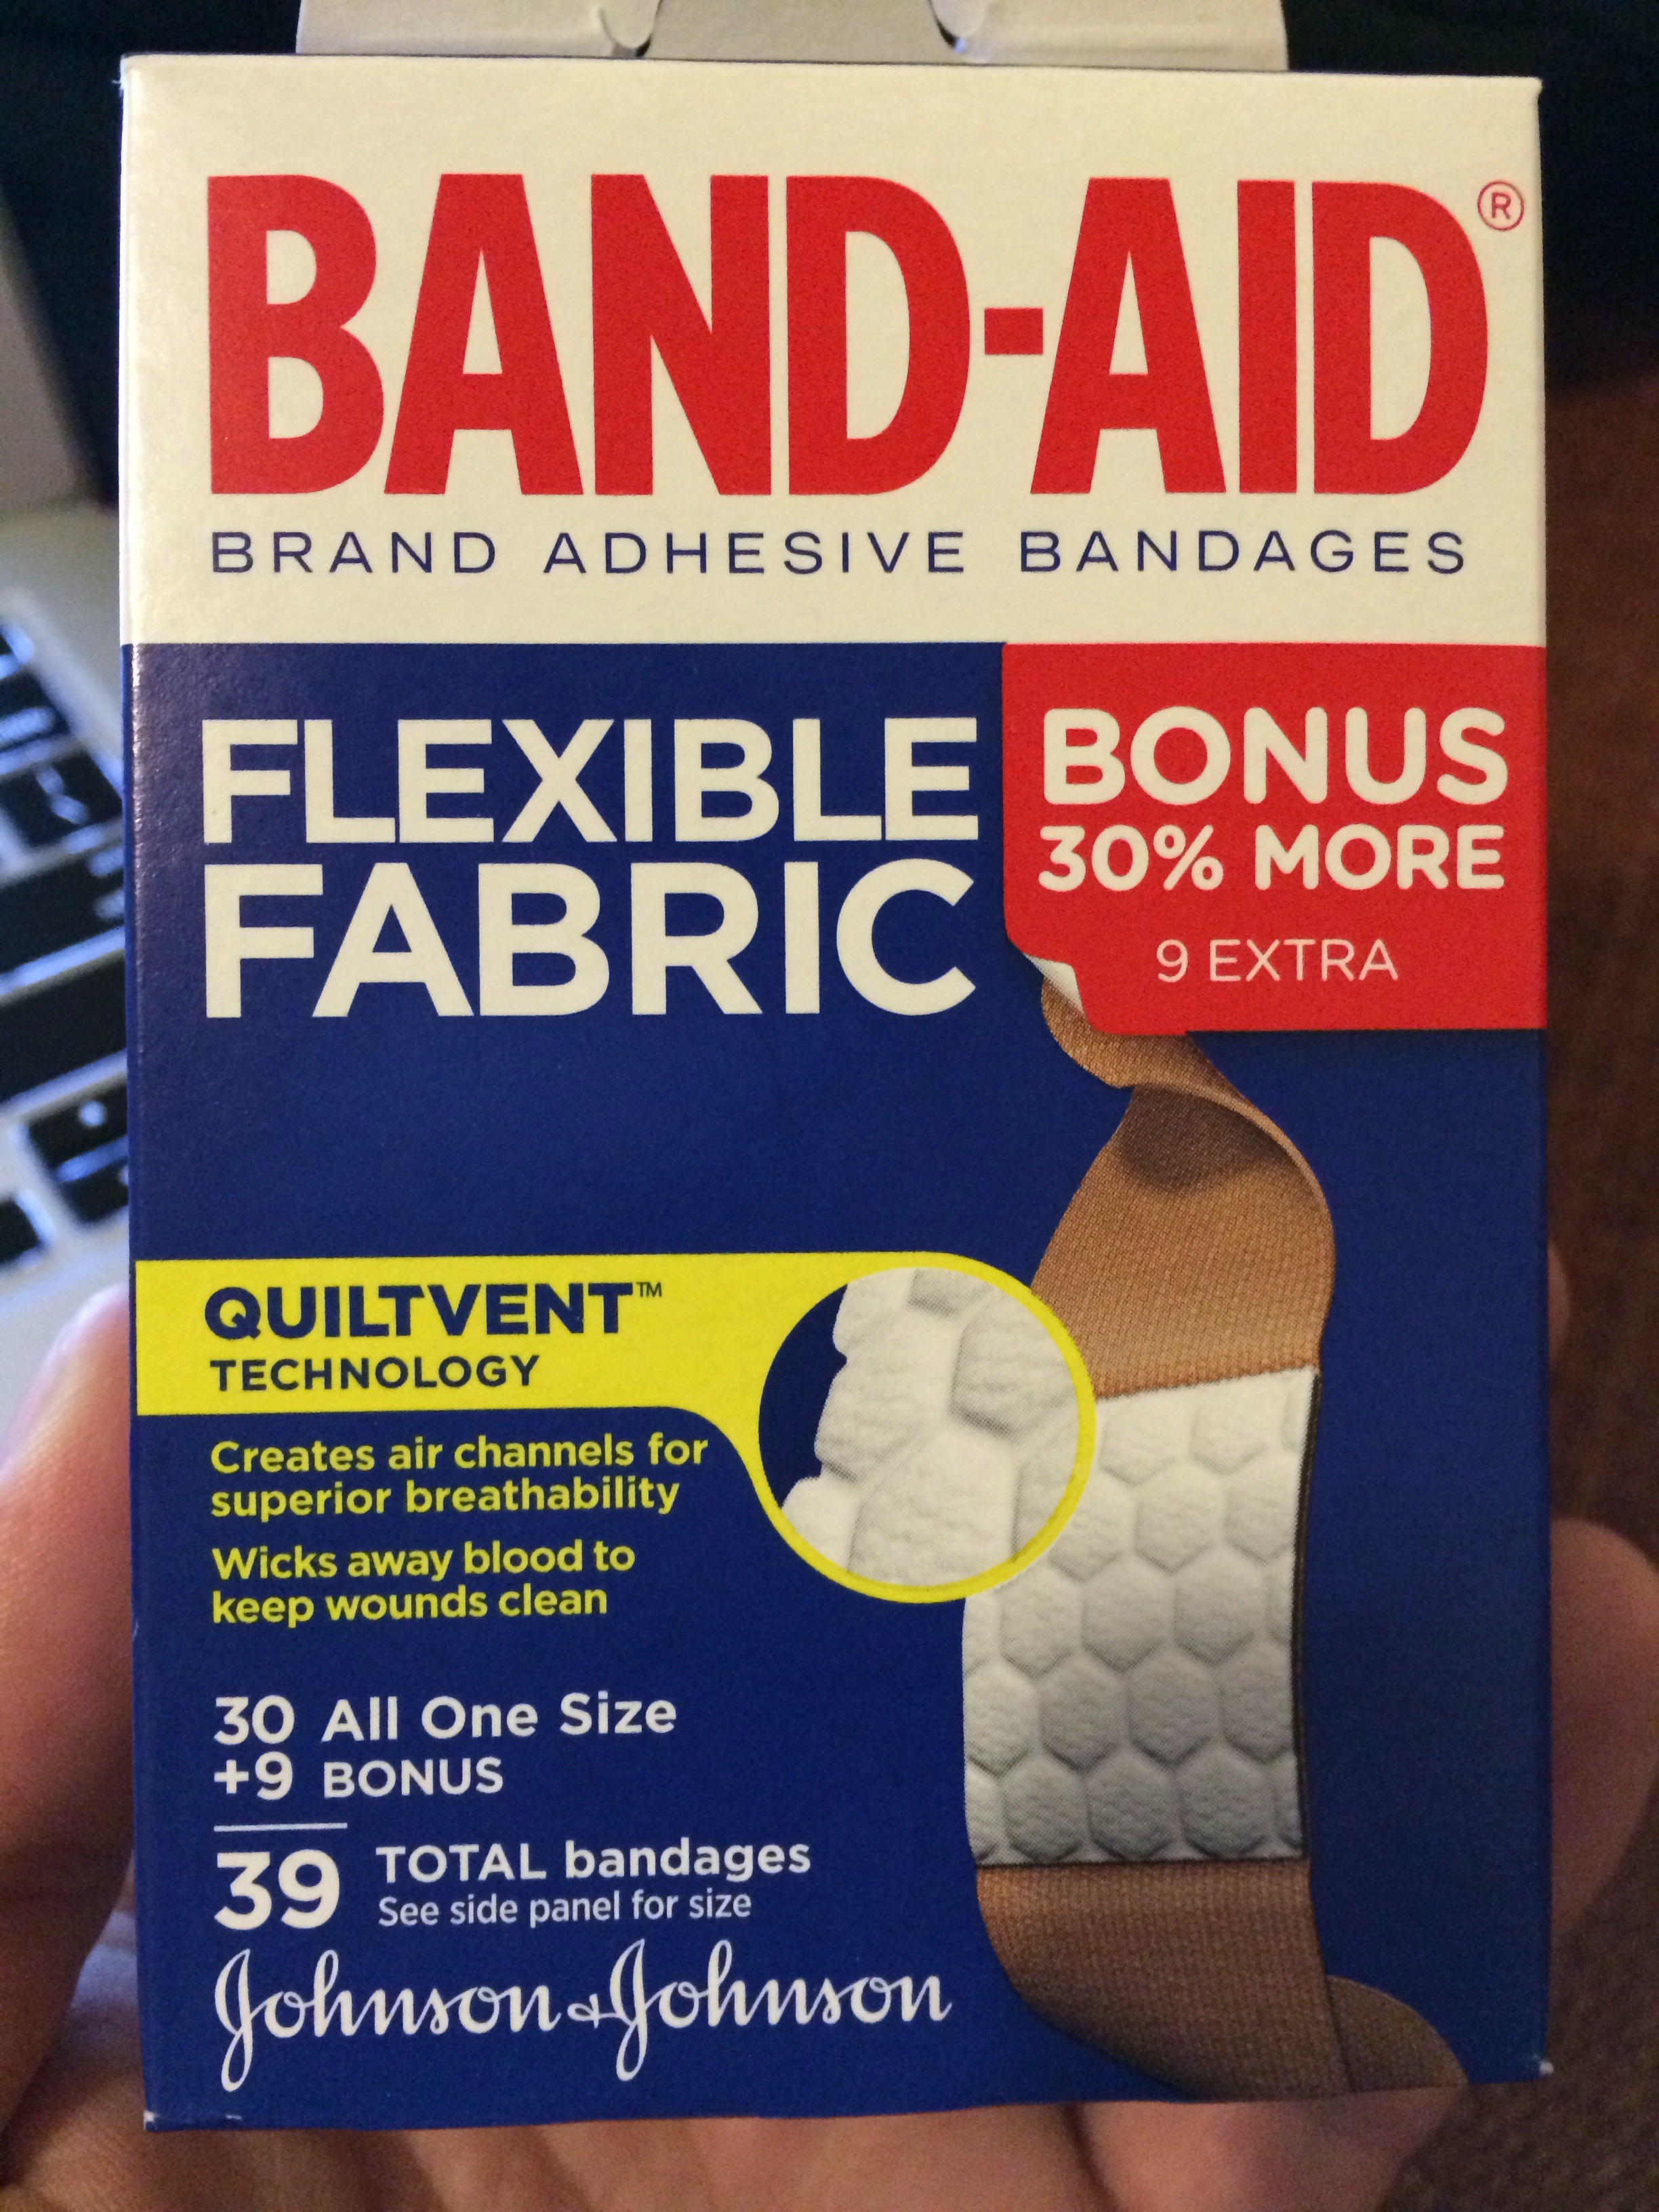 BAND-AID®
BRAND ADHESIVE BANDAGES
FLEXIBLE
FABRIC
BONUS
30% MORE
9 EXTRA
QUILTVENT™
TECHNOLOGY
Creates air channels for
superior breathability
Wicks away blood to
keep wounds clean
30 All One Size
+9 BONUS
39 TOTAL bandages
See side panel for size
Johnson & Johnson